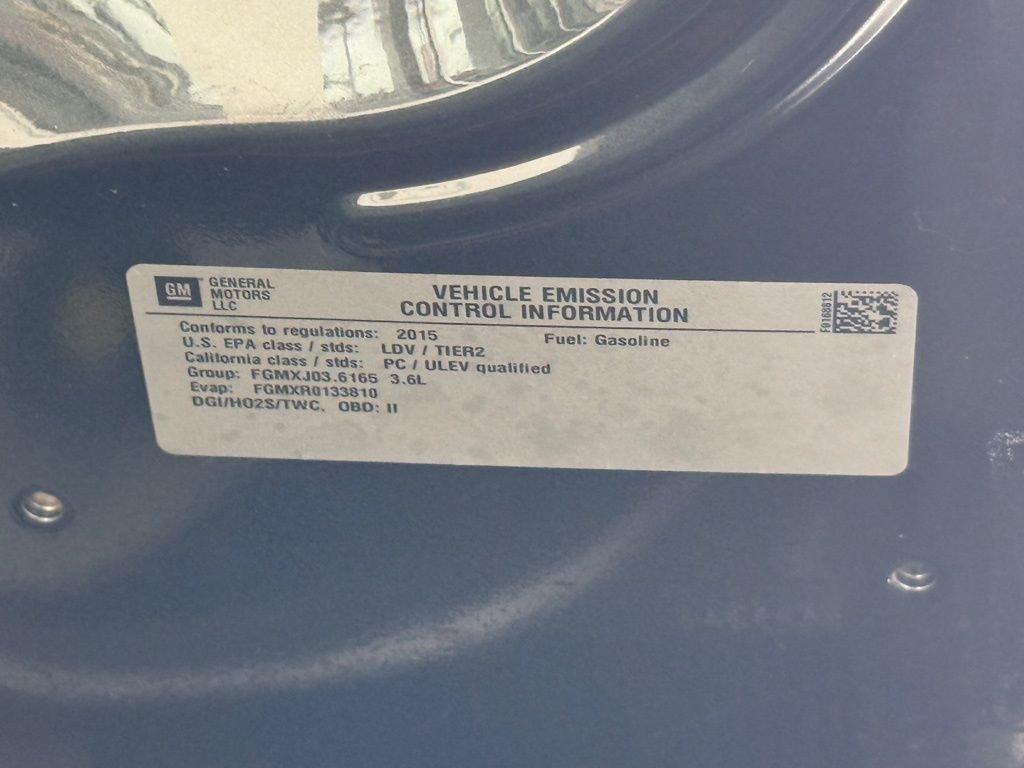 GM GENERAL
MOTORS
LLC
VEHICLE EMISSION
CONTROL INFORMATION
F0168812
Conforms to regulations: 2015 Fuel: Gasoline
U.S. EPA class / stds: LDV / TIER2
California class / stds: PC / ULEV qualified
Group: FGMXJ03.6165 3.6L
Evap: FGMXR0133810
DGI/HO2S/TWC, OBD: II